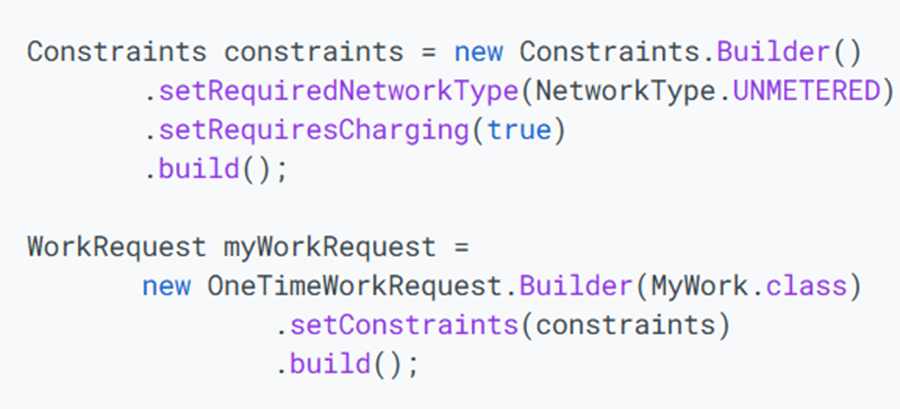 Constraints constraints = new Constraints.Builder()
.setRequiredNetworkType(NetworkType.UNMETERED)
.setRequiresCharging(true)
.build();
WorkRequest myWorkRequest =
new OneTimeWorkRequest.Builder(MyWork.class)
.setConstraints(constraints)
.build();